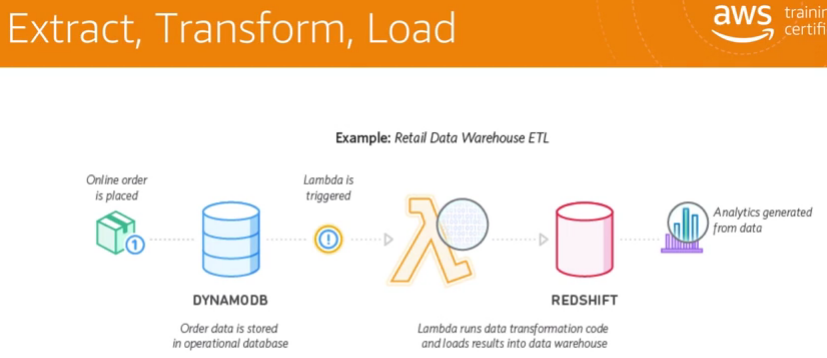 Extract, Transform, Load
aws
Example: Retail Data Warehouse ETL
Online order
is placed
1
Lambda is
triggered
!
λ
Analytics generated
from data
DYNAMODB
REDSHIFT
Order data is stored
in operational database
Lambda runs data transformation code
and loads results into data warehouse